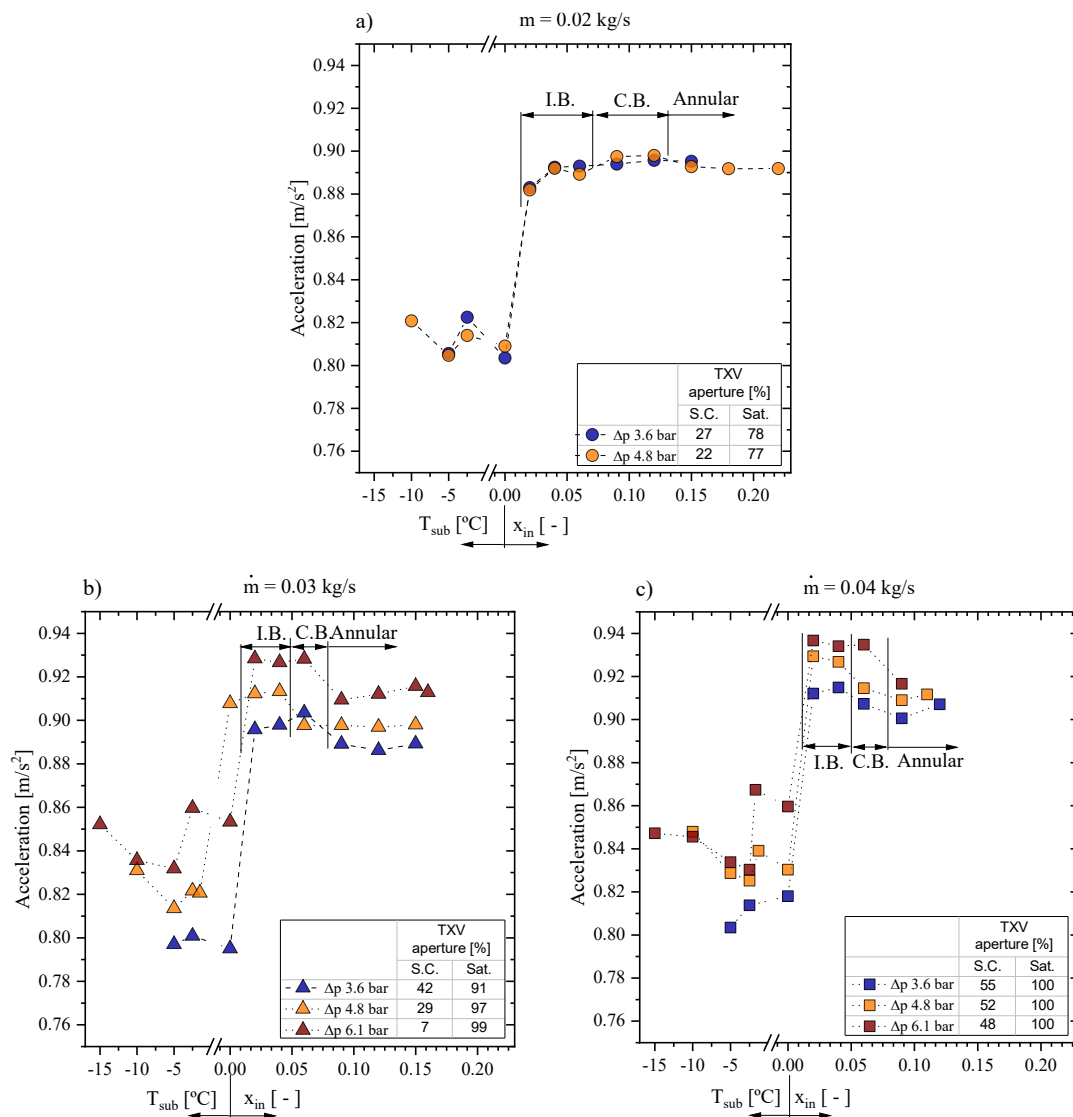 a)
m = 0.02 kg/s
0.94
0.92
0.90
0.88
0.86
0.84
0.82
0.80
0.78
0.76
Acceleration [m/s²]
I.B. C.B. Annular
TXV
aperture [%]
S.C. Sat.
Δp 3.6 bar 27 78
Δp 4.8 bar 22 77
-15 -10 -5 0.00 0.05 0.10 0.15 0.20
T_sub [ºC] x_in [ - ]
b)
ṁ = 0.03 kg/s
0.94
0.92
0.90
0.88
0.86
0.84
0.82
0.80
0.78
0.76
Acceleration [m/s²]
I.B. C.B. Annular
TXV
aperture [%]
S.C. Sat.
Δp 3.6 bar 42 91
Δp 4.8 bar 29 97
Δp 6.1 bar 7 99
-15 -10 -5 0.00 0.05 0.10 0.15 0.20
T_sub [ºC] x_in [ - ]
c)
ṁ = 0.04 kg/s
0.94
0.92
0.90
0.88
0.86
0.84
0.82
0.80
0.78
0.76
Acceleration [m/s²]
I.B. C.B. Annular
TXV
aperture [%]
S.C. Sat.
Δp 3.6 bar 55 100
Δp 4.8 bar 52 100
Δp 6.1 bar 48 100
-15 -10 -5 0.00 0.05 0.10 0.15 0.20
T_sub [ºC] x_in [ - ]